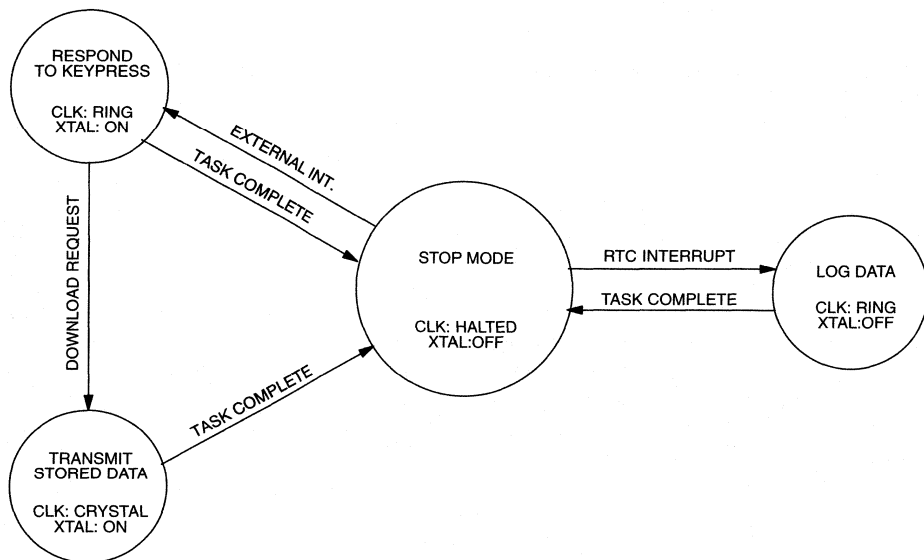 RESPOND
TO KEYPRESS
CLK: RING
XTAL: ON
EXTERNAL INT.
TASK COMPLETE
DOWNLOAD REQUEST
STOP MODE
CLK: HALTED
XTAL:OFF
RTC INTERRUPT
TASK COMPLETE
LOG DATA
CLK: RING
XTAL:OFF
TASK COMPLETE
TRANSMIT
STORED DATA
CLK: CRYSTAL
XTAL: ON